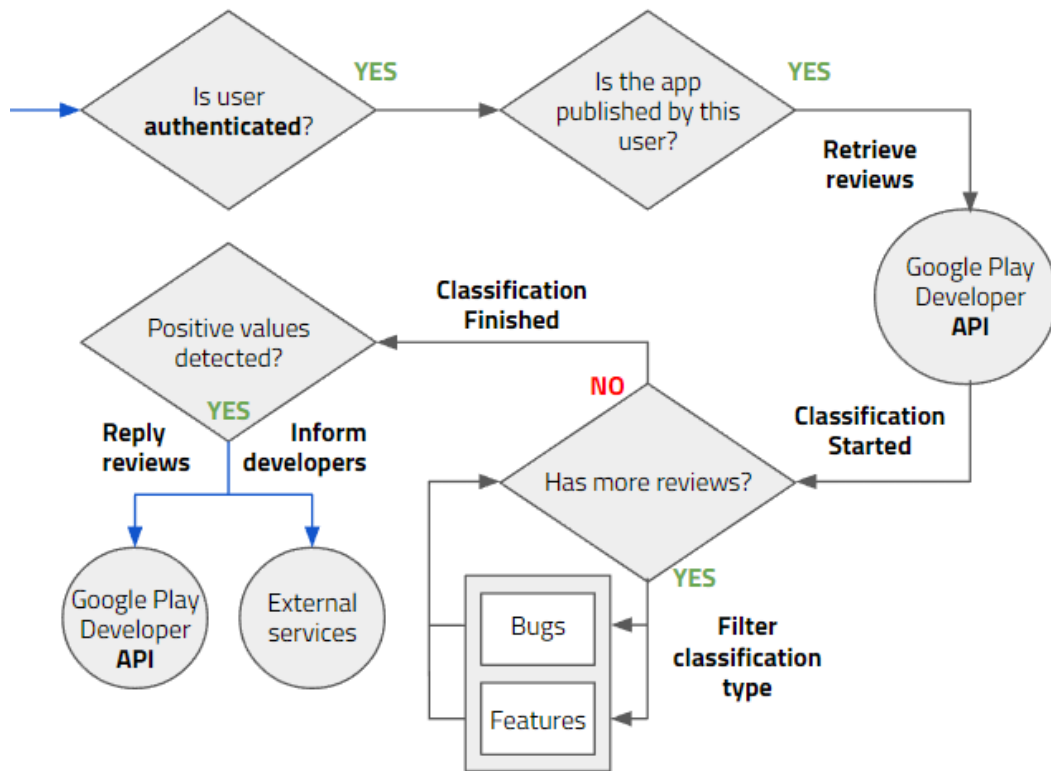 Is user
authenticated?
YES
Is the app
published by this
user?
YES
Retrieve
reviews
Google Play
Developer
API
Classification
Started
Has more reviews?
NO
Classification
Finished
YES
Filter
classification
type
Bugs
Features
Positive values
detected?
YES
Reply
reviews
Inform
developers
Google Play
Developer
API
External
services